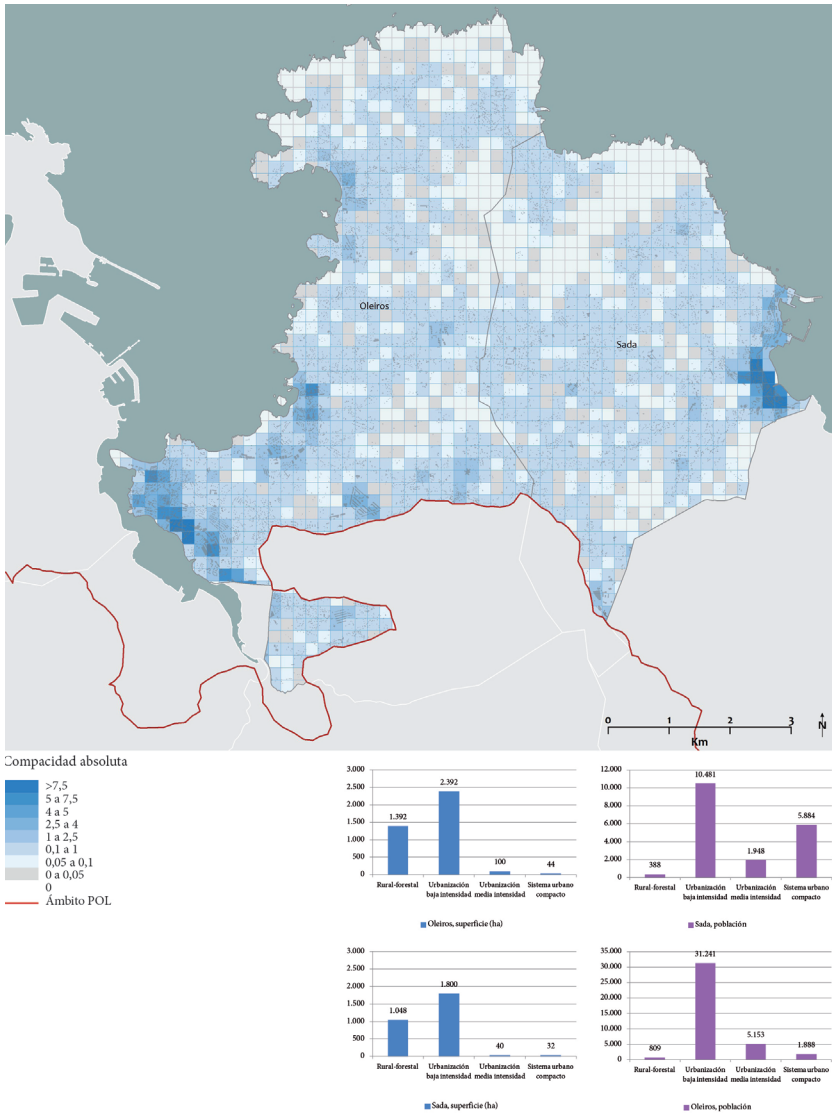 Oleiros
Sada
0 1 2 3
Km
N
Compacidad absoluta
>7,5
5 a 7,5
4 a 5
2,5 a 4
1 a 2,5
0,1 a 1
0,05 a 0,1
0 a 0,05
0
Ámbito POL
3.000
2.500
2.000
1.500
1.000
500
0
1.392
2.392
100
44
Rural-forestal
Urbanización
baja intensidad
Urbanización
media intensidad
Sistema urbano
compacto
Oleiros, superficie (ha)
12.000
10.000
8.000
6.000
4.000
2.000
0
388
10.481
1.948
5.884
Rural-forestal
Urbanización
baja intensidad
Urbanización
media intensidad
Sistema urbano
compacto
Sada, población
3.000
2.500
2.000
1.500
1.000
500
0
1.048
1.800
40
32
Rural-forestal
Urbanización
baja intensidad
Urbanización
media intensidad
Sistema urbano
compacto
Sada, superficie (ha)
35.000
30.000
25.000
20.000
15.000
10.000
5.000
0
809
31.241
5.153
1.888
Rural-forestal
Urbanización
baja intensidad
Urbanización
media intensidad
Sistema urbano
compacto
Oleiros, población